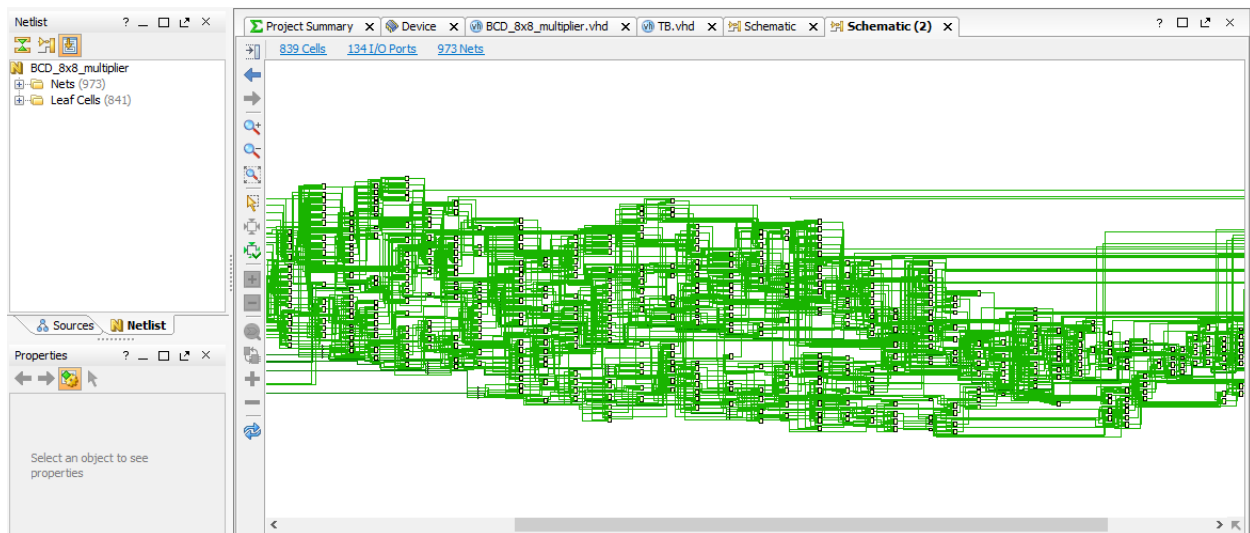 Netlist ? _
Project Summary Device BCD_8x8_multiplier.vhd TB.vhd Schematic Schematic (2) ?
839 Cells 134 I/O Ports 973 Nets
BCD_8x8_multiplier
Nets (973)
Leaf Cells (841)
Sources Netlist
Properties ? _
Select an object to see
properties